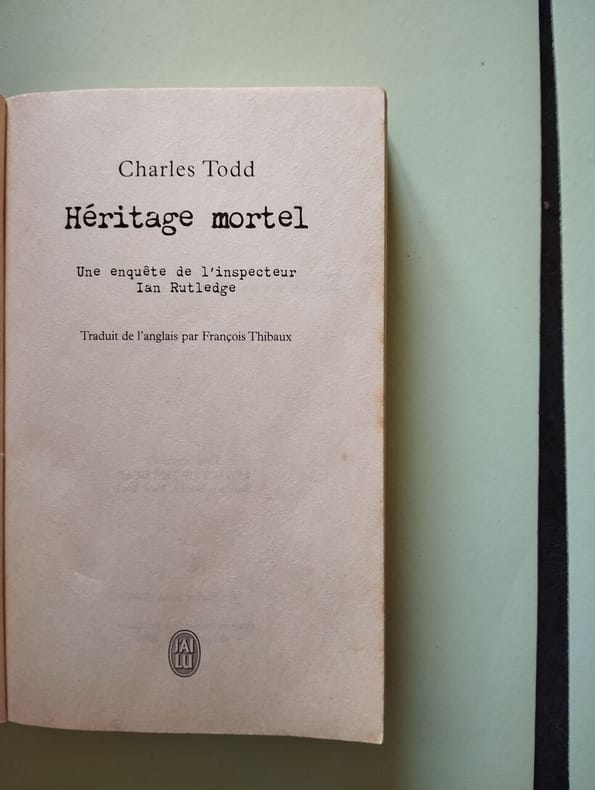 Charles Todd
Héritage mortel
Une enquête de l'inspecteur
Ian Rutledge
Traduit de l'anglais par François Thibaux
J'AI
LU